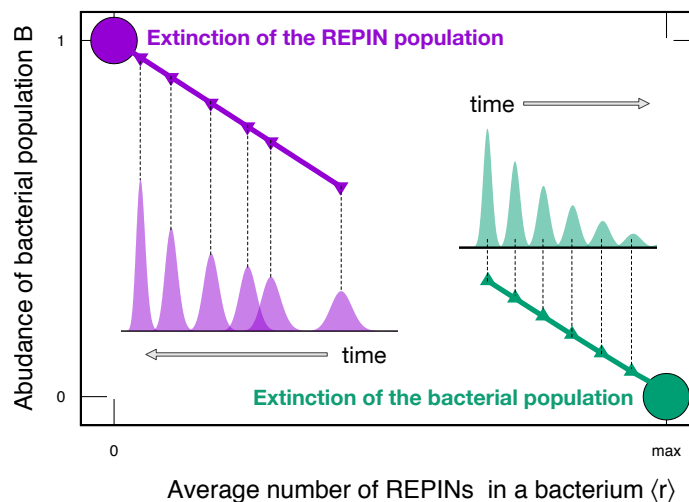 Extinction of the REPIN population
1
time
time
Extinction of the bacterial population
0
0
max
Abudance of bacterial population B
Average number of REPINs in a bacterium ⟨r⟩